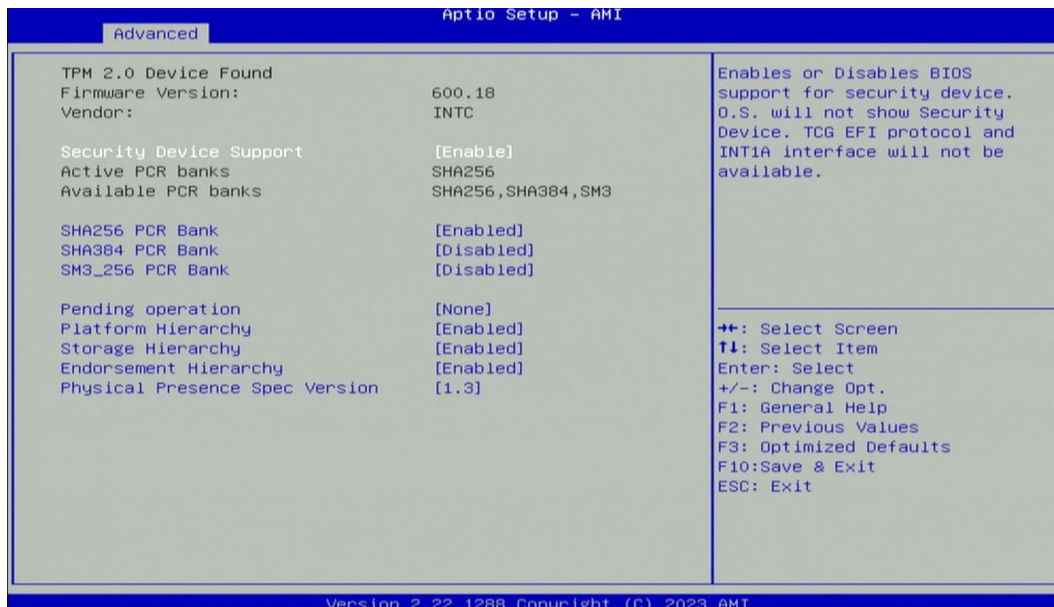 Aptio Setup – AMI
Advanced
TPM 2.0 Device Found
Firmware Version: 600.18
Vendor: INTC
Security Device Support [Enable]
Active PCR banks SHA256
Available PCR banks SHA256,SHA384,SM3
SHA256 PCR Bank [Enabled]
SHA384 PCR Bank [Disabled]
SM3_256 PCR Bank [Disabled]
Pending operation [None]
Platform Hierarchy [Enabled]
Storage Hierarchy [Enabled]
Endorsement Hierarchy [Enabled]
Physical Presence Spec Version [1.3]
Enables or Disables BIOS
support for security device.
O.S. will not show Security
Device. TCG EFI protocol and
INT1A interface will not be
available.
→←: Select Screen
↑↓: Select Item
Enter: Select
+/-: Change Opt.
F1: General Help
F2: Previous Values
F3: Optimized Defaults
F10:Save & Exit
ESC: Exit
Version 2.22.1288 Copyright (C) 2023 AMI